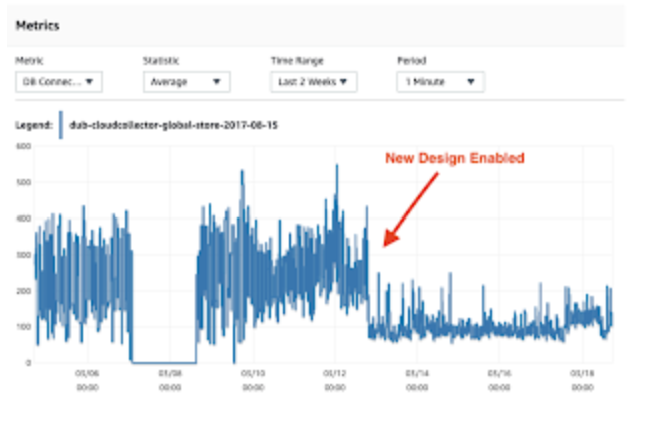 Metrics
Metric Statistic Time Range Period
DB Connec... Average Last 2 Weeks 1 Minute
Legend: dub-cloudcollector-global-store-2017-08-15
600
New Design Enabled
500
400
300
200
100
0
03/06 03/08 03/10 03/12 03/14 03/16 03/18
00:00 00:00 00:00 00:00 00:00 00:00 00:00